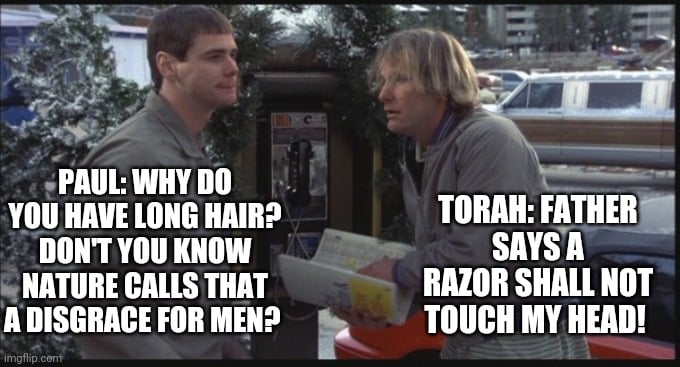 PAUL: WHY DO
YOU HAVE LONG HAIR?
DON'T YOU KNOW
NATURE CALLS THAT
A DISGRACE FOR MEN?
TORAH: FATHER
SAYS A
RAZOR SHALL NOT
TOUCH MY HEAD!
imgflip.com